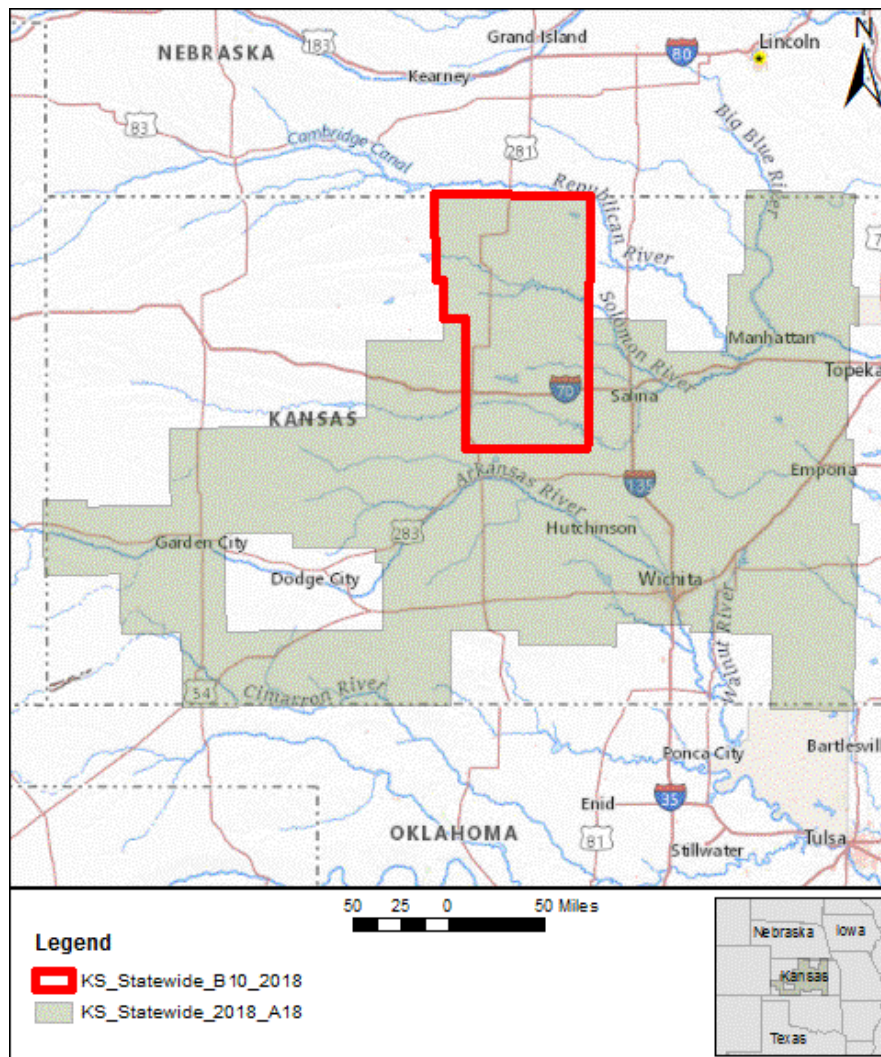 Grand Island
Lincoln
N
183
80
NEBRASKA
Kearney
83
Cambridge Canal
281
Big Blue River
Republican River
7
Solomon River
Manhattan
Topeka
70
Salina
KANSAS
Arkansas River
135
Emporia
283
Hutchinson
Garden City
Dodge City
Wichita
Walnut River
54
Cimarron River
Ponca City
Bartlesvil
Enid
35
OKLAHOMA
81
Stillwater
Tulsa
50 25 0 50 Miles
Legend
KS_Statewide_B10_2018
KS_Statewide_2018_A18
Nebraska
Iowa
Kansas
Texas